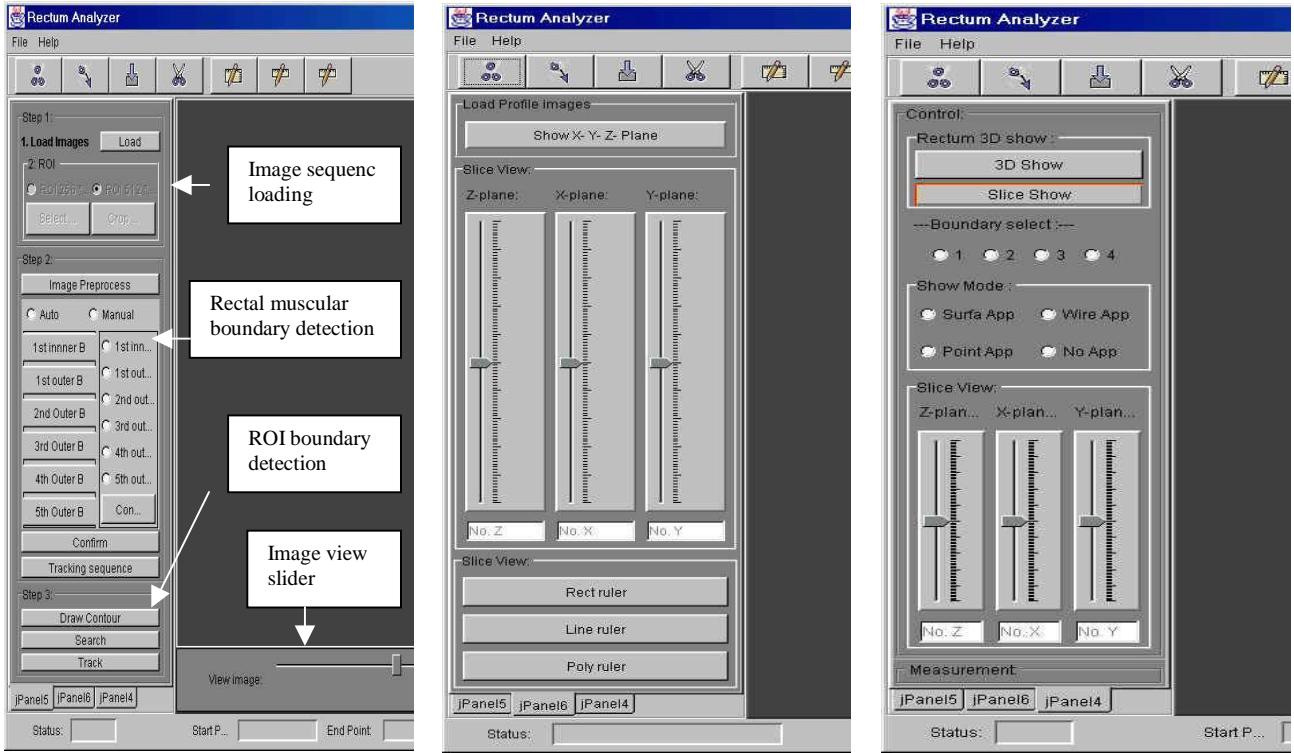 Rectum Analyzer
File Help
Step 1:
1. Load Images Load
2: ROI
ROI 512*...
Select... Crop...
Step 2:
Image Preprocess
Auto Manual
1st innner B 1st inn...
1st outer B 1st out...
2nd Outer B 2nd out...
3rd Outer B 3rd out...
4th Outer B 4th out...
5th Outer B 5th out...
Con...
Confirm
Tracking sequence
Step 3:
Draw Contour
Search
Track
jPanel5 jPanel6 jPanel4
Status: Start P... End Point
View image:
Image sequenc
loading
Rectal muscular
boundary detection
ROI boundary
detection
Image view
slider
Rectum Analyzer
File Help
Load Profile images
Show X- Y- Z- Plane
Slice View:
Z-plane: X-plane: Y-plane:
No. Z No. X No. Y
Slice View:
Rect ruler
Line ruler
Poly ruler
jPanel5 jPanel6 jPanel4
Status:
Rectum Analyzer
File Help
Control:
Rectum 3D show :
3D Show
Slice Show
---Boundary select :---
1 2 3 4
Show Mode :
Surfa App Wire App
Point App No App
Slice View:
Z-plan... X-plan... Y-plan...
No. Z No. X No. Y
Measurement:
jPanel5 jPanel6 jPanel4
Status: Start P...